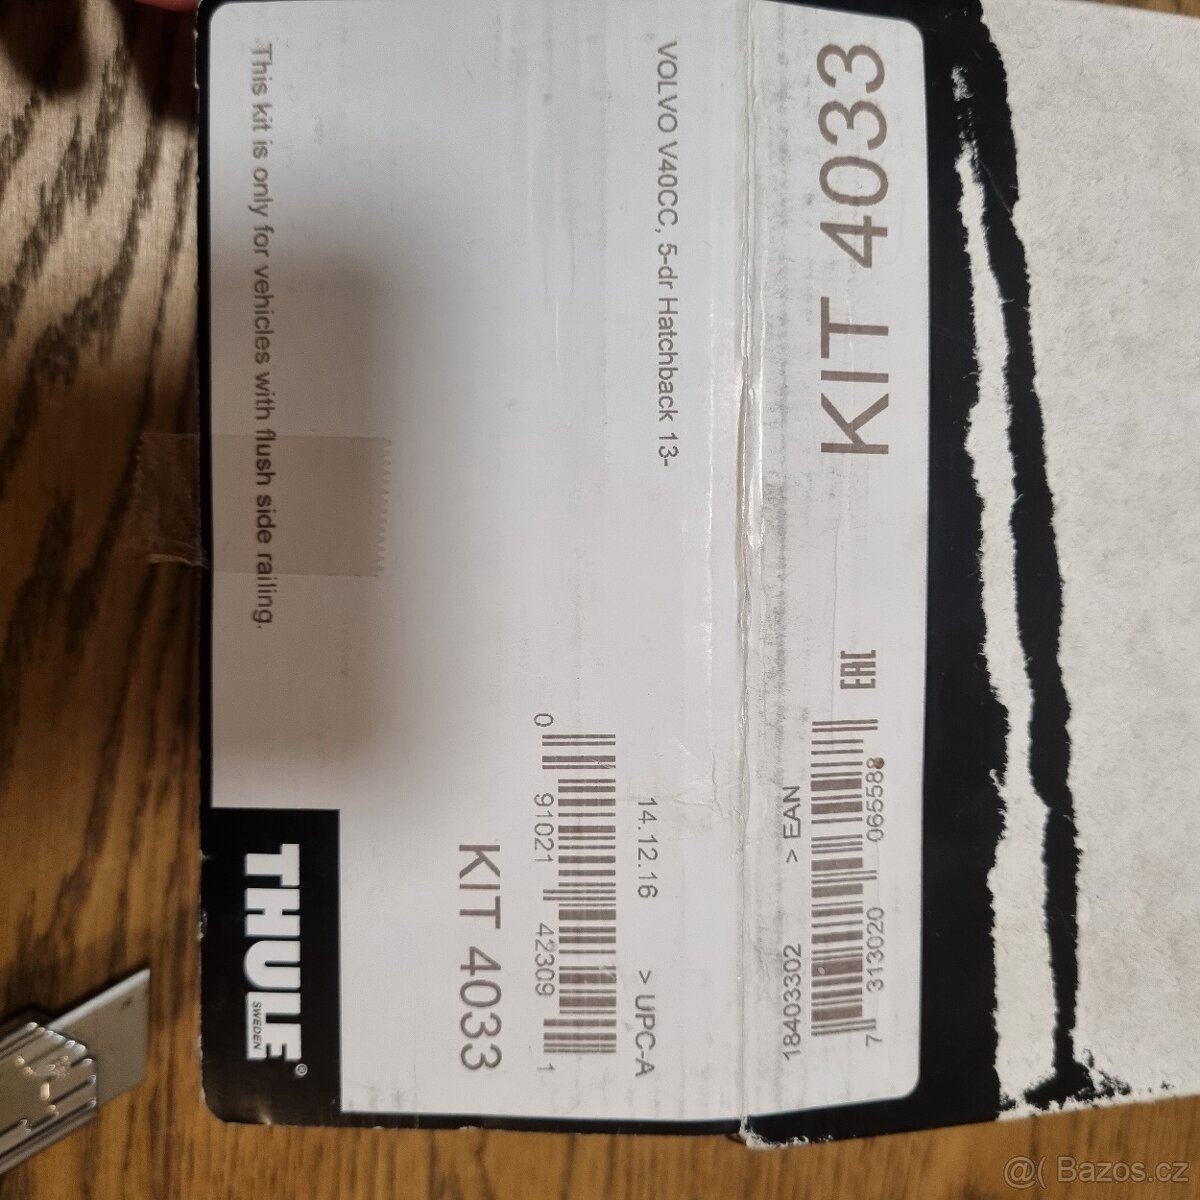 This kit is only for vehicles with flush side railing.
VOLVO V40CC, 5-dr Hatchback 13-
THULE
SWEDEN
®
KIT 4033
0 91021 42309 1
14.12.16 > UPC-A
KIT 4033
184033302 > EAN
7 313020 065588
EAC
@( Bazos.cz